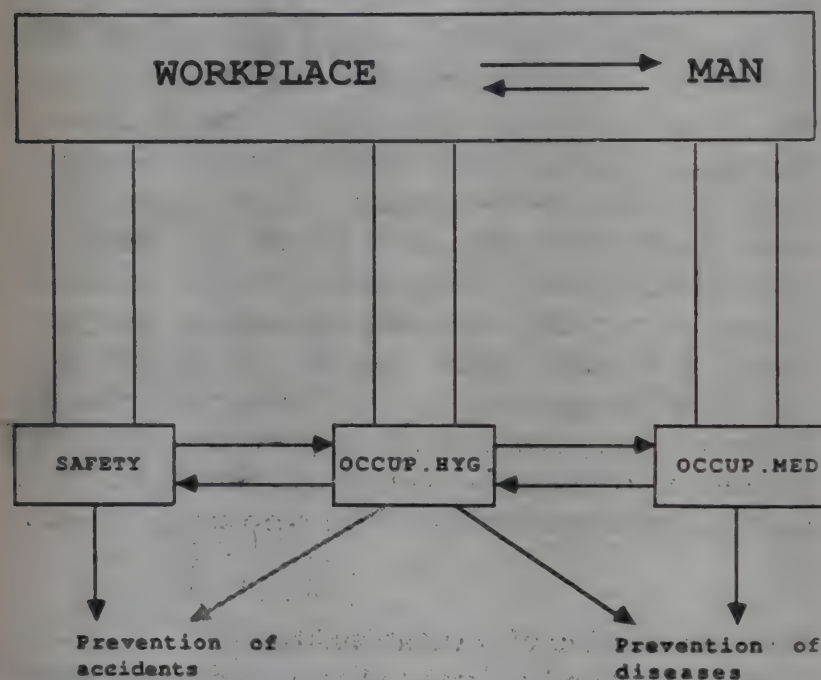 WORKPLACE MAN
SAFETY OCCUP.HYG. OCCUP.MED
Prevention of Prevention of
accidents diseases